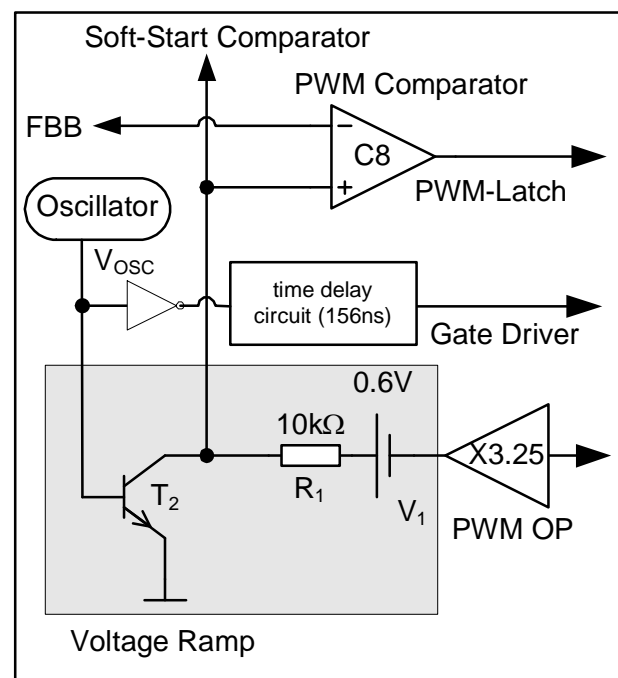 Soft-Start Comparator
PWM Comparator
FBB
−
C8
+
PWM-Latch
Oscillator
VOSC
time delay
circuit (156ns)
Gate Driver
0.6V
10kΩ
X3.25
T2
R1
V1
PWM OP
Voltage Ramp